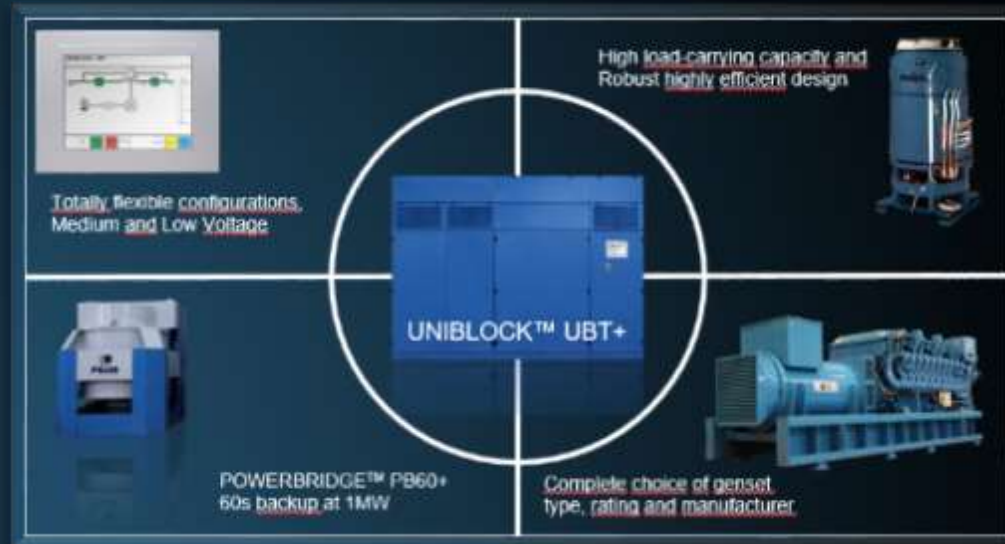 High load-carrying capacity and
Robust highly efficient design
Totally flexible configurations,
Medium and Low Voltage
UNIBLOCK™ UBT+
POWERBRIDGE™ PB60+
60s backup at 1MW
Complete choice of genset
type, rating and manufacturer